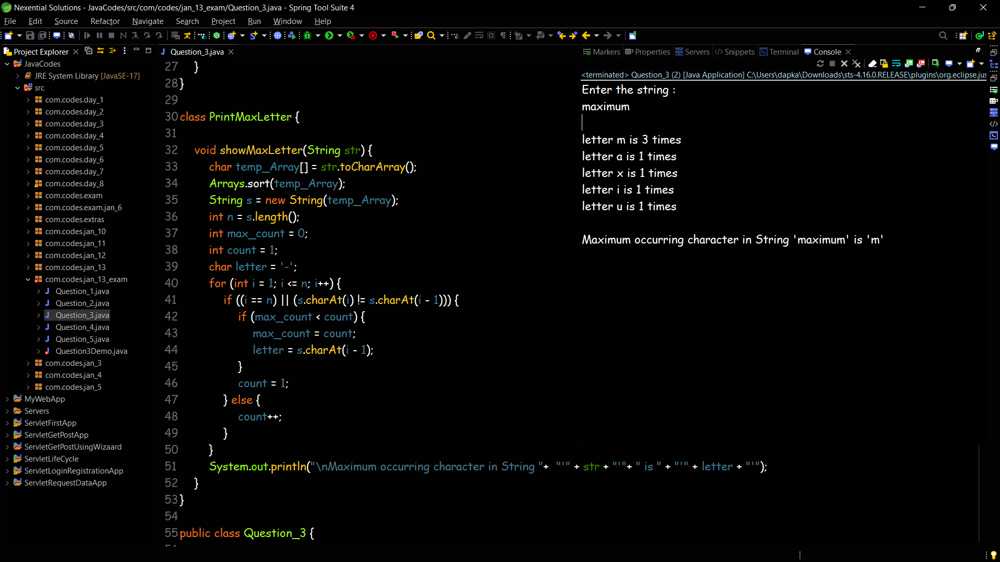 Nexential Solutions - JavaCodes/src/com/codes/jan_13_exam/Question_3.java - Spring Tool Suite 4
File Edit Source Refactor Navigate Search Project Run Window Help
Project Explorer
JavaCodes
JRE System Library [JavaSE-17]
src
com.codes.day_1
com.codes.day_2
com.codes.day_3
com.codes.day_4
com.codes.day_5
com.codes.day_6
com.codes.day_7
com.codes.day_8
com.codes.exam
com.codes.exam.jan_6
com.codes.extras
com.codes.jan_10
com.codes.jan_11
com.codes.jan_12
com.codes.jan_13
com.codes.jan_13_exam
Question_1.java
Question_2.java
Question_3.java
Question_4.java
Question_5.java
Question3Demo.java
com.codes.jan_3
com.codes.jan_4
com.codes.jan_5
MyWebApp
Servers
ServletFirstApp
ServletGetPostApp
ServletGetPostUsingWizaard
ServletLifeCycle
ServletLoginRegistrationApp
ServletRequestDataApp
Question_3.java
27 }
28 }
29
30 class PrintMaxLetter {
31
32 void showMaxLetter(String str) {
33 char temp_Array[] = str.toCharArray();
34 Arrays.sort(temp_Array);
35 String s = new String(temp_Array);
36 int n = s.length();
37 int max_count = 0;
38 int count = 1;
39 char letter = '-';
40 for (int i = 1; i <= n; i++) {
41 if ((i == n) || (s.charAt(i) != s.charAt(i - 1))) {
42 if (max_count < count) {
43 max_count = count;
44 letter = s.charAt(i - 1);
45 }
46 count = 1;
47 } else {
48 count++;
49 }
50 }
51 System.out.println("\nMaximum occurring character in String "+ "'" + str + "'"+ " is " + "'" + letter + "'");
52 }
53 }
54
55 public class Question_3 {
Markers Properties Servers Snippets Terminal Console
<terminated> Question_3 (2) [Java Application] C:\Users\dapka\Downloads\sts-4.16.0.RELEASE\plugins\org.eclipse.jus
Enter the string :
maximum
letter m is 3 times
letter a is 1 times
letter x is 1 times
letter i is 1 times
letter u is 1 times
Maximum occurring character in String 'maximum' is 'm'